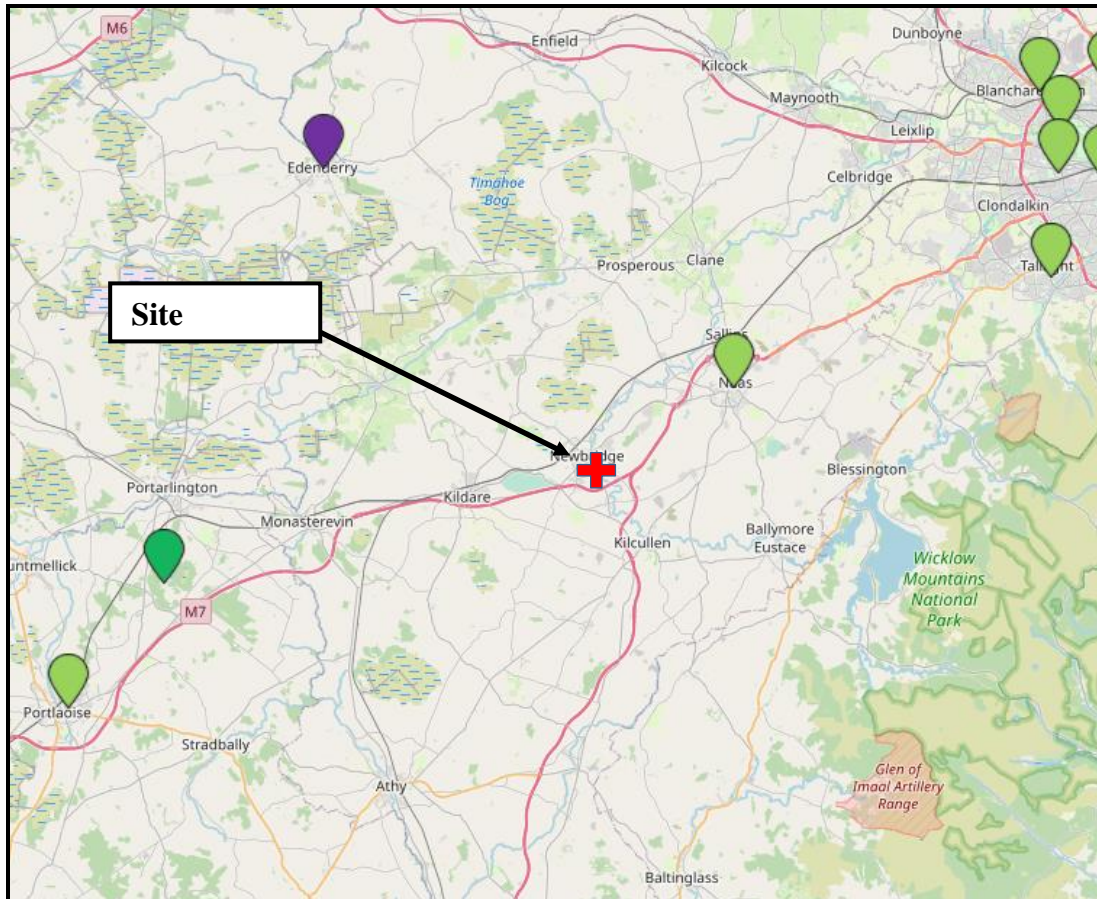 M6
Dunboyne
Enfield
Kilcock
Blanchar
Maynooth
Leixlip
Edenderry
Timahoe
Bog
Celbridge
Clondalkin
Prosperous
Clane
Site
Sallins
Naas
Newbridge
Blessington
Portarlington
Kildare
Monasterevin
Ballymore
Eustace
Kilcullen
untmellick
Wicklow
Mountains
National
Park
M7
Portlaoise
Stradbally
Glen of
Imaal Artillery
Range
Athy
Baltinglass